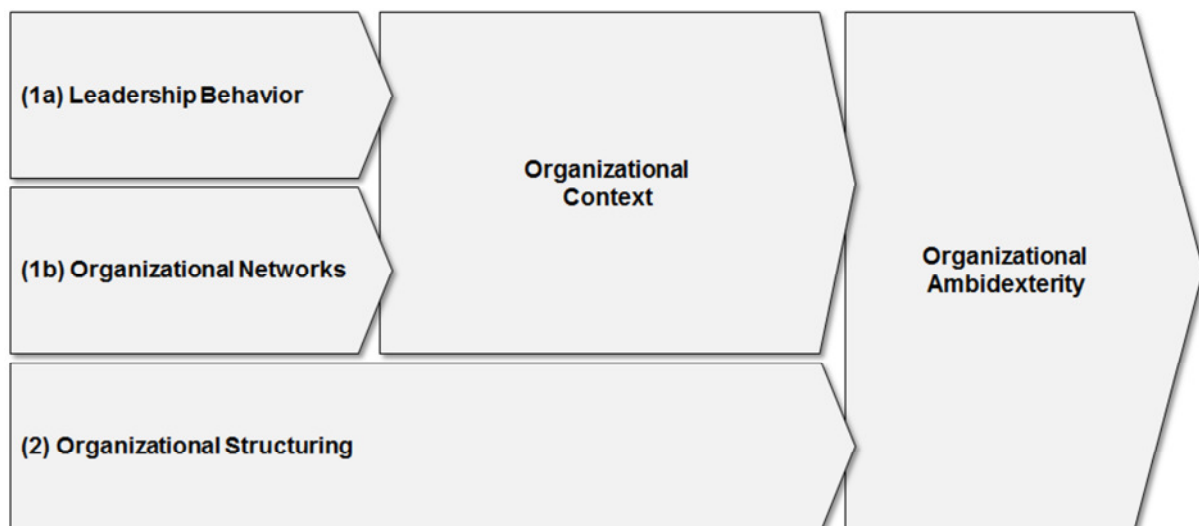 (1a) Leadership Behavior
Organizational
Context
(1b) Organizational Networks
Organizational
Ambidexterity
(2) Organizational Structuring